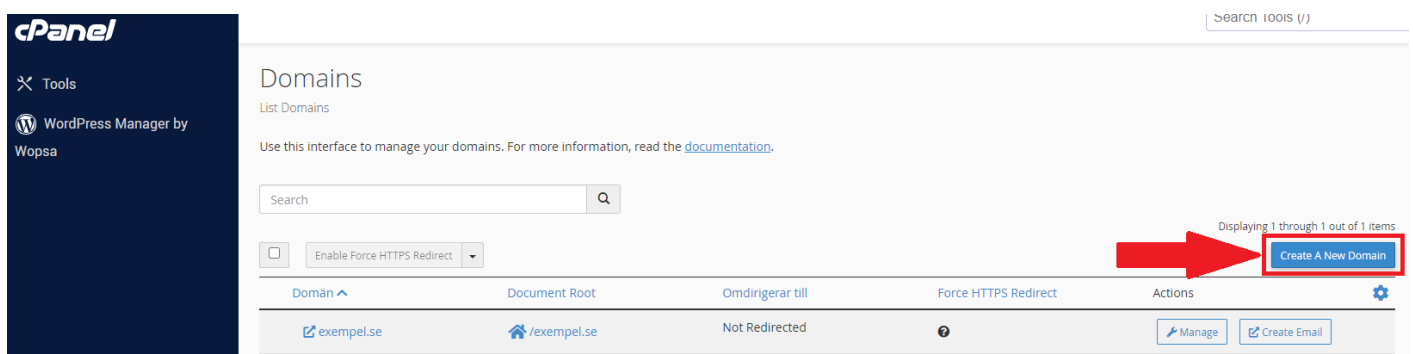 cPanel
Search Tools (/)
Tools
WordPress Manager by
Wopsa
Domains
List Domains
Use this interface to manage your domains. For more information, read the documentation.
Search
Displaying 1 through 1 out of 1 items
Enable Force HTTPS Redirect
Create A New Domain
Domän Document Root Omdirigerar till Force HTTPS Redirect Actions
exempel.se /exempel.se Not Redirected Manage Create Email